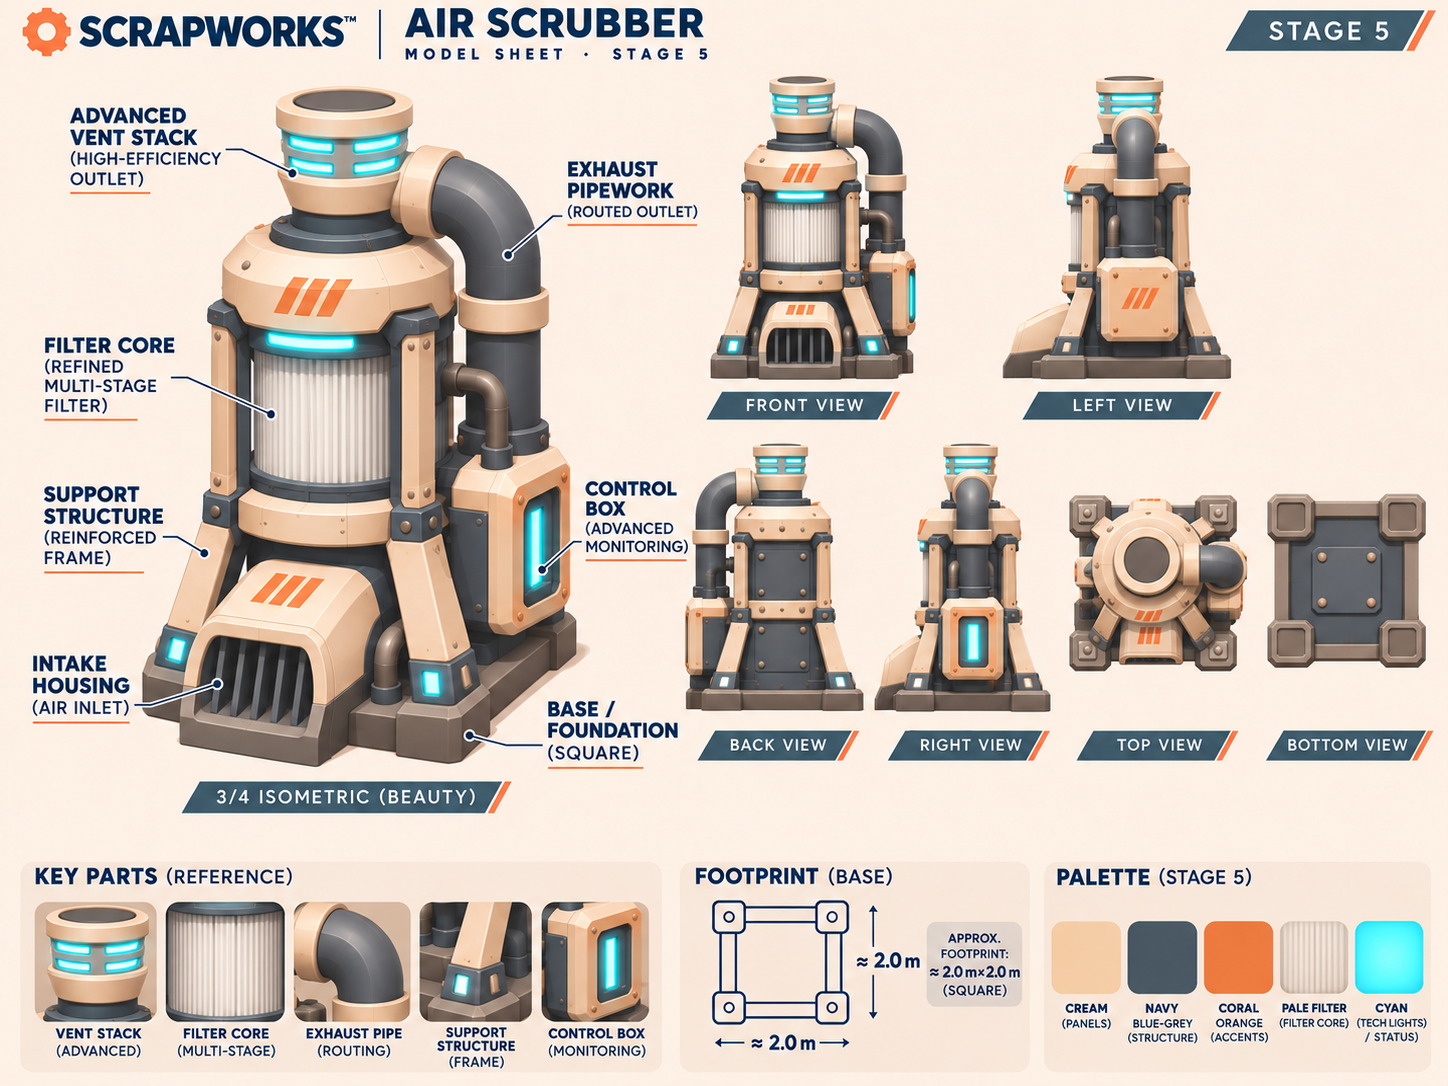 SCRAPWORKS™
AIR SCRUBBER
MODEL SHEET · STAGE 5
STAGE 5
ADVANCED
VENT STACK
(HIGH-EFFICIENCY
OUTLET)
EXHAUST
PIPEWORK
(ROUTED OUTLET)
FILTER CORE
(REFINED
MULTI-STAGE
FILTER)
SUPPORT
STRUCTURE
(REINFORCED
FRAME)
CONTROL
BOX
(ADVANCED
MONITORING)
INTAKE
HOUSING
(AIR INLET)
BASE /
FOUNDATION
(SQUARE)
3/4 ISOMETRIC (BEAUTY)
FRONT VIEW
LEFT VIEW
BACK VIEW
RIGHT VIEW
TOP VIEW
BOTTOM VIEW
KEY PARTS (REFERENCE)
VENT STACK
(ADVANCED)
FILTER CORE
(MULTI-STAGE)
EXHAUST PIPE
(ROUTING)
SUPPORT
STRUCTURE
(FRAME)
CONTROL BOX
(MONITORING)
FOOTPRINT (BASE)
≈ 2.0 m
≈ 2.0 m
APPROX.
FOOTPRINT:
≈ 2.0 m×2.0 m
(SQUARE)
PALETTE (STAGE 5)
CREAM
(PANELS)
NAVY
BLUE-GREY
(STRUCTURE)
CORAL
ORANGE
(ACCENTS)
PALE FILTER
(FILTER CORE)
CYAN
(TECH LIGHTS)
/ STATUS)